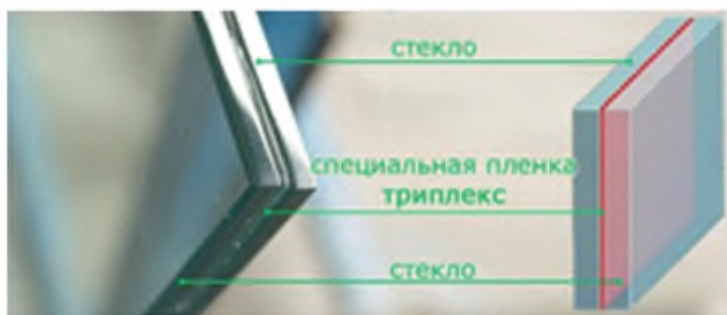 стекло
специальная пленка
триплекс
стекло